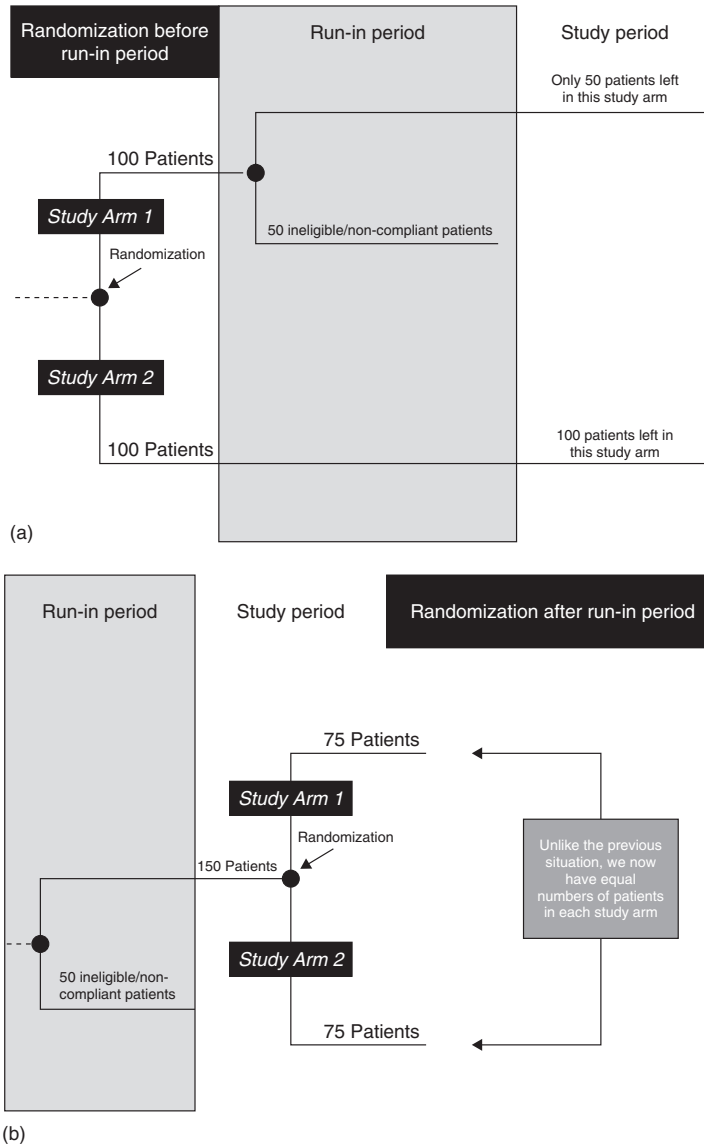 Randomization before
run-in period
Run-in period
Study period
Only 50 patients left
in this study arm
100 Patients
Study Arm 1
50 ineligible/non-compliant patients
Randomization
Study Arm 2
100 patients left in
this study arm
100 Patients
(a)
Run-in period
Study period
Randomization after run-in period
75 Patients
Study Arm 1
Randomization
Unlike the previous
situation, we now
have equal
numbers of patients
in each study arm
150 Patients
Study Arm 2
50 ineligible/non-
compliant patients
75 Patients
(b)